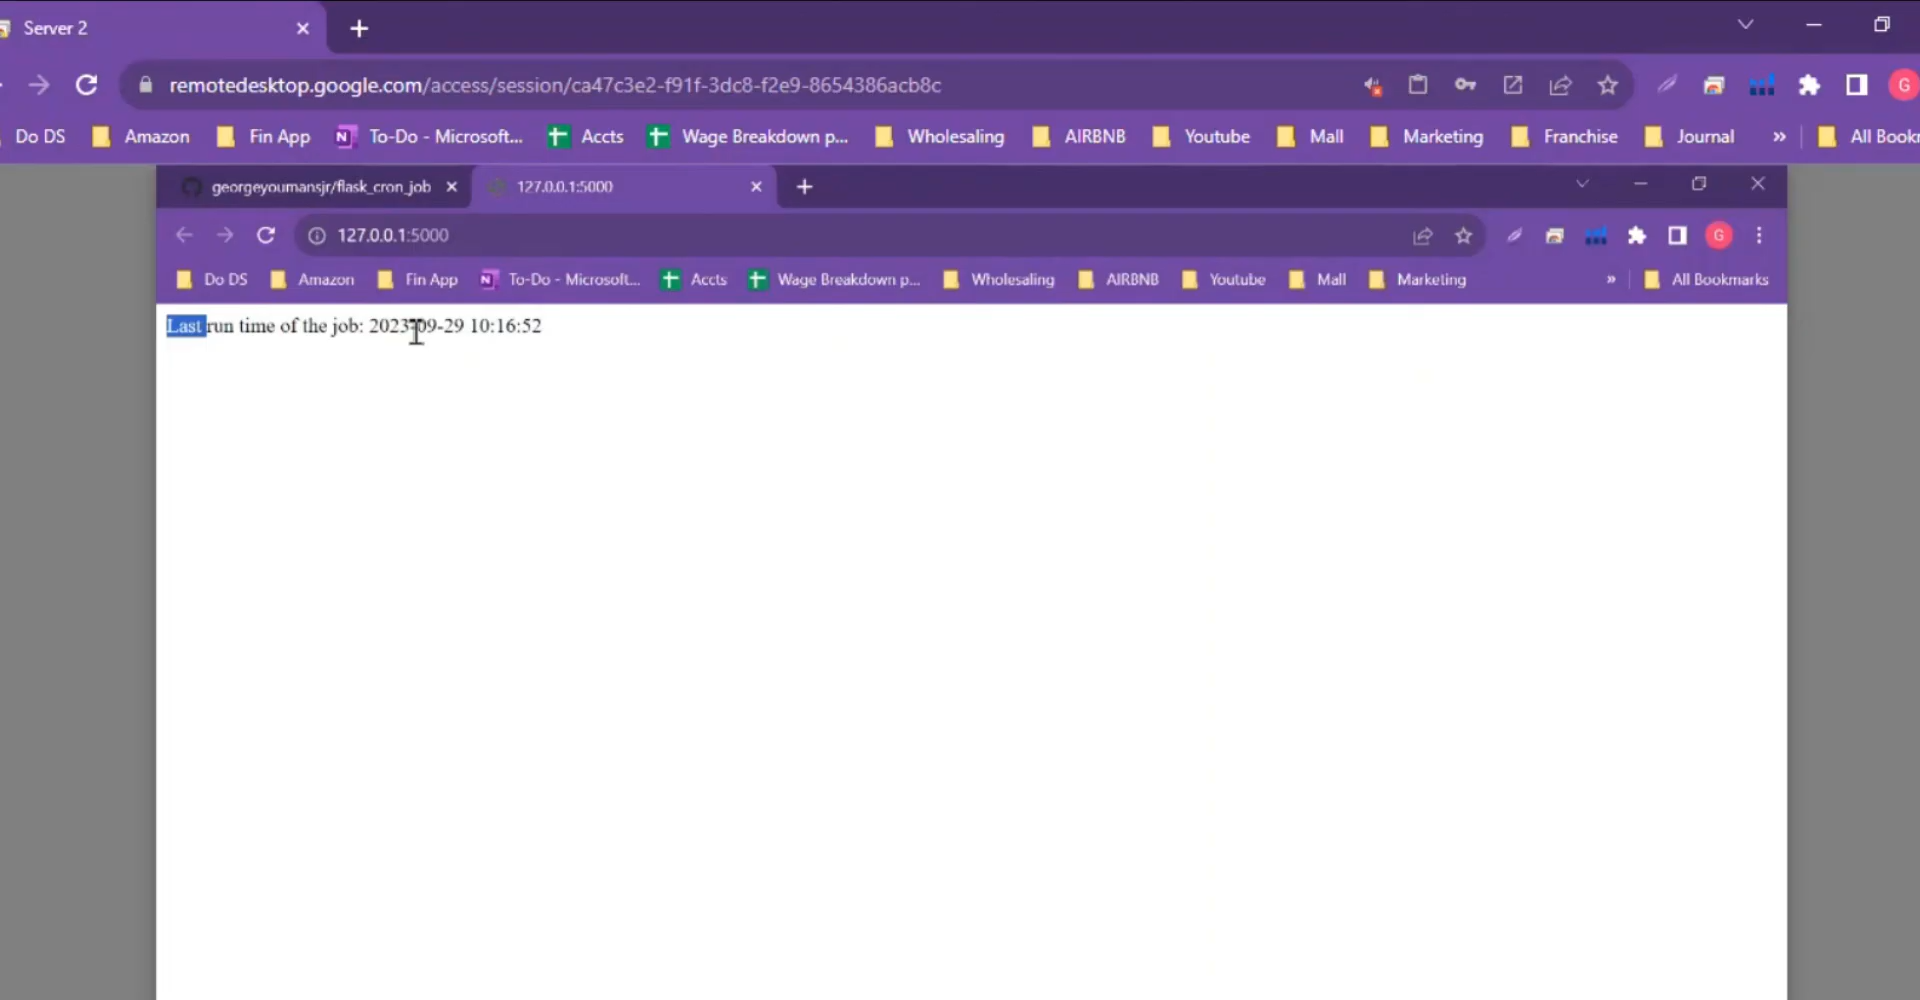 Server 2
remotedesktop.google.com/access/session/ca47c3e2-f91f-3dc8-f2e9-8654386acb8c
G
Do DS Amazon Fin App To-Do - Microsoft... Accts Wage Breakdown p... Wholesaling AIRBNB Youtube Mall Marketing Franchise Journal » All Bookr
georgeyoumansjr/flask_cron_job 127.0.0.1:5000
127.0.0.1:5000 G
Do DS Amazon Fin App N To-Do - Microsoft... Accts Wage Breakdown p... Wholesaling AIRBNB Youtube Mall Marketing » All Bookmarks
Last run time of the job: 2023-09-29 10:16:52